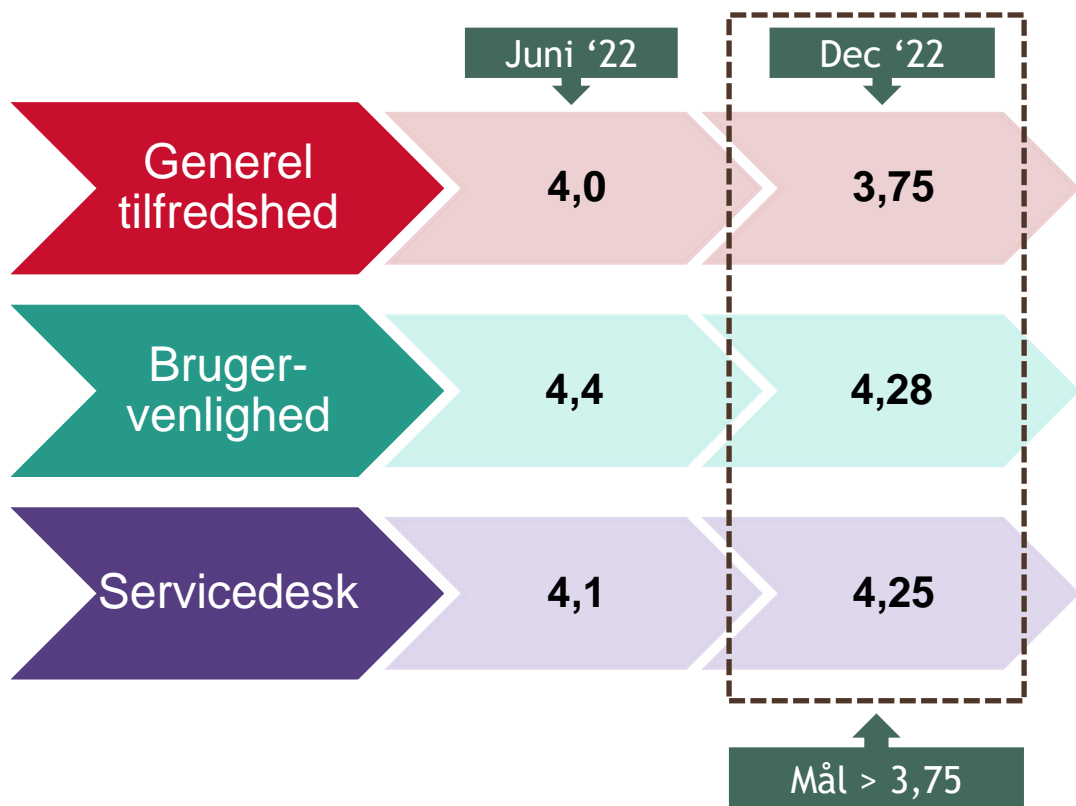 Juni ‘22
Dec ‘22
Generel
tilfredshed
4,0
3,75
Bruger-
venlighed
4,4
4,28
Servicedesk
4,1
4,25
Mål > 3,75